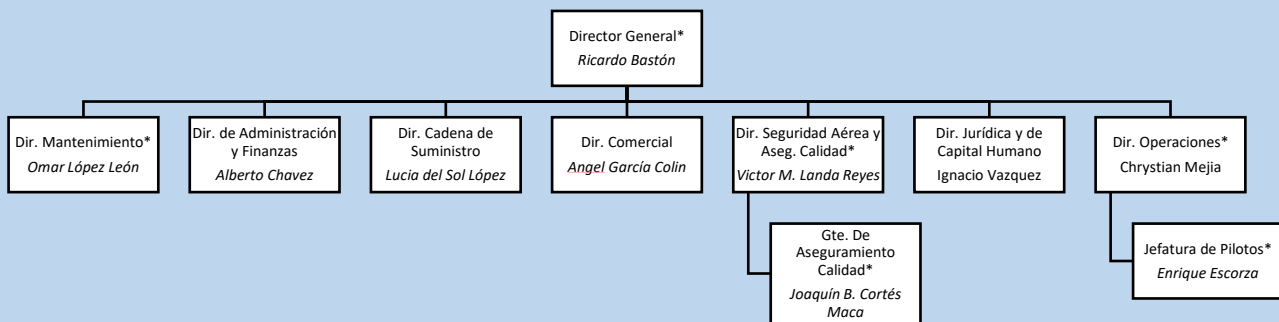 Director General*
Ricardo Bastón
Dir. Mantenimiento*
Omar López León
Dir. de Administración
y Finanzas
Alberto Chavez
Dir. Cadena de
Suministro
Lucia del Sol López
Dir. Comercial
Angel García Colin
Dir. Seguridad Aérea y
Aseg. Calidad*
Victor M. Landa Reyes
Dir. Jurídica y de
Capital Humano
Ignacio Vazquez
Dir. Operaciones*
Chrystian Mejia
Gte. De
Aseguramiento
Calidad*
Joaquín B. Cortés
Maca
Jefatura de Pilotos*
Enrique Escorza